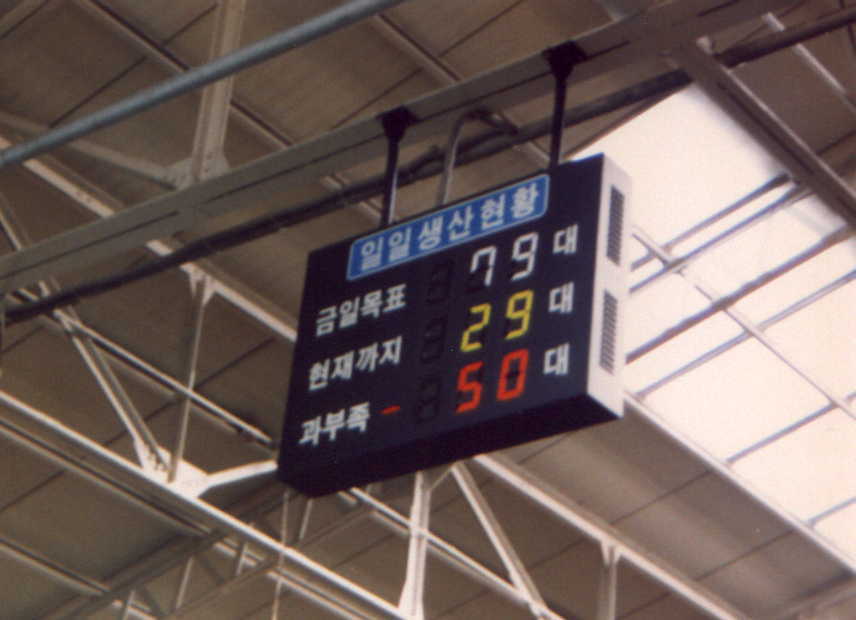 일일생산현황
금일목표 79 대
현재까지 29 대
과부족 - 50 대